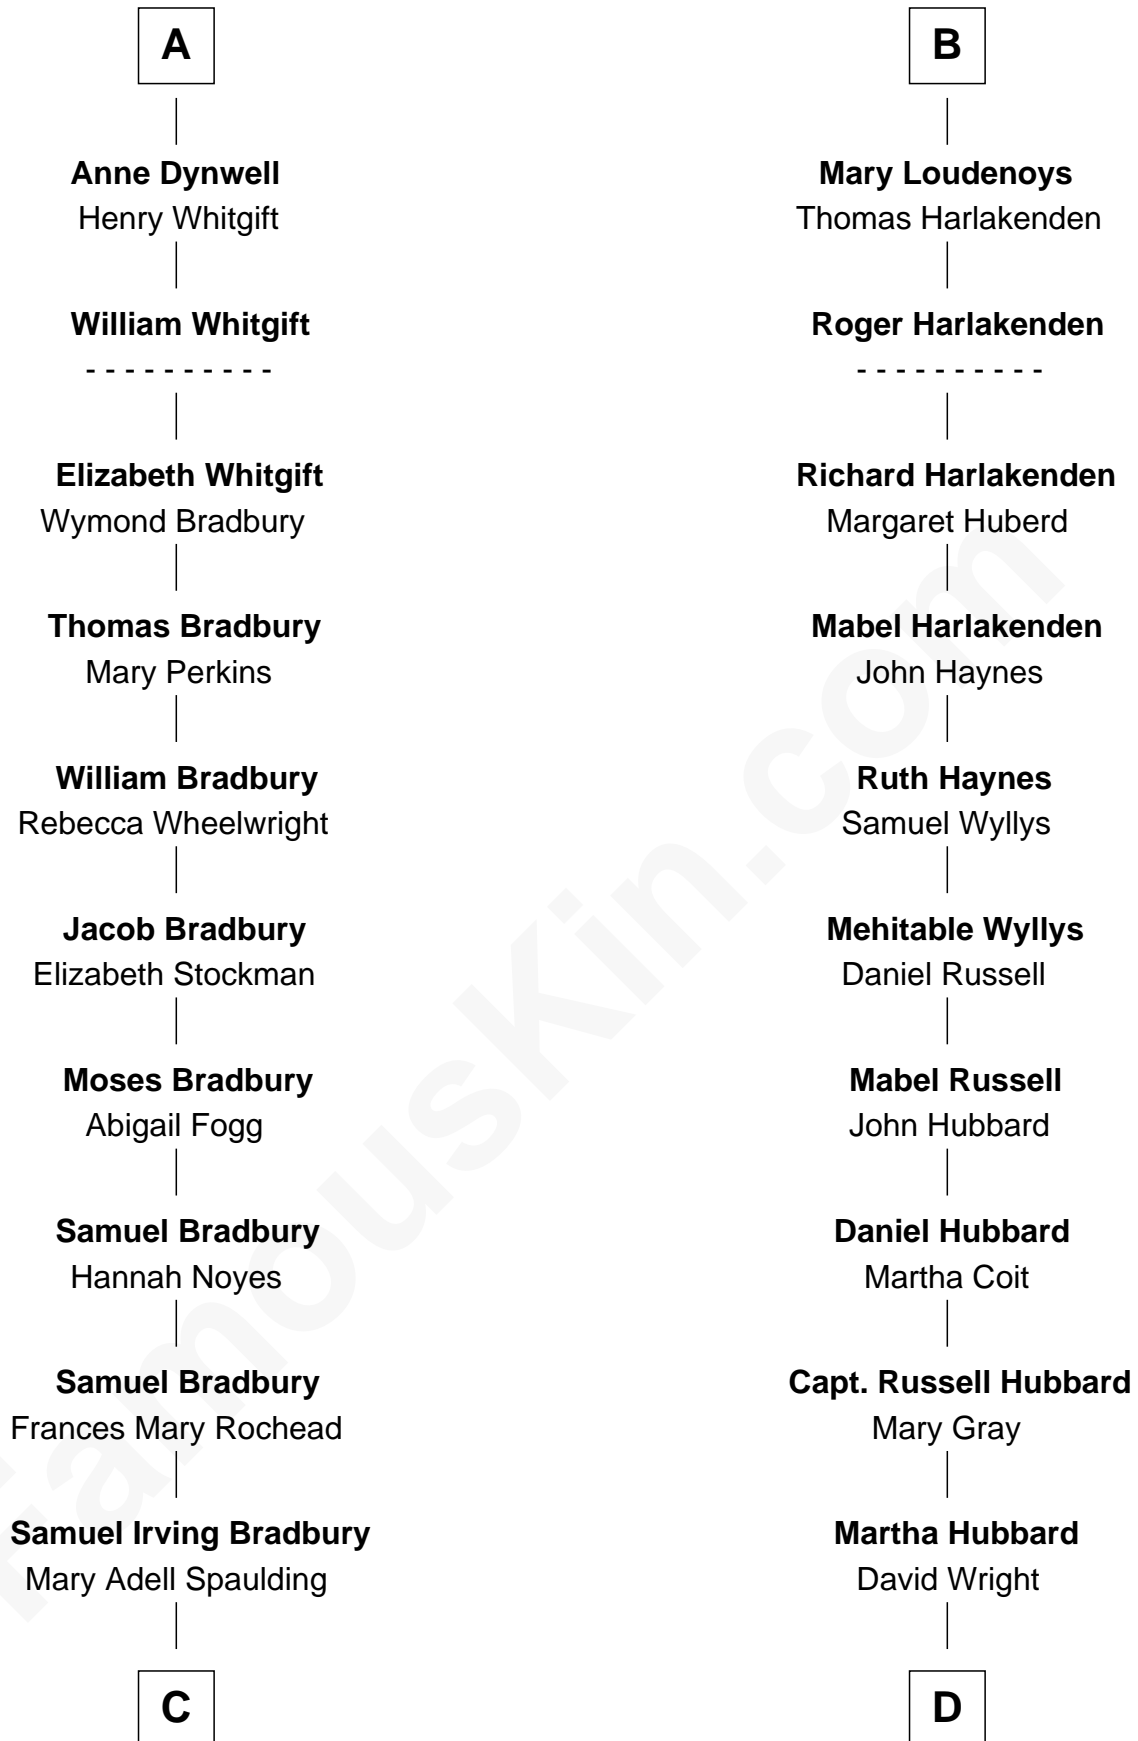 A
Anne Dynwell
Henry Whitgift
William Whitgift
- - - - - - - - - -
Elizabeth Whitgift
Wymond Bradbury
Thomas Bradbury
Mary Perkins
William Bradbury
Rebecca Wheelwright
Jacob Bradbury
Elizabeth Stockman
Moses Bradbury
Abigail Fogg
Samuel Bradbury
Hannah Noyes
Samuel Bradbury
Frances Mary Rochead
Samuel Irving Bradbury
Mary Adell Spaulding
C
B
Mary Loudenoys
Thomas Harlakenden
Roger Harlakenden
- - - - - - - - - -
Richard Harlakenden
Margaret Huberd
Mabel Harlakenden
John Haynes
Ruth Haynes
Samuel Wyllys
Mehitable Wyllys
Daniel Russell
Mabel Russell
John Hubbard
Daniel Hubbard
Martha Coit
Capt. Russell Hubbard
Mary Gray
Martha Hubbard
David Wright
D
FamousKin.com